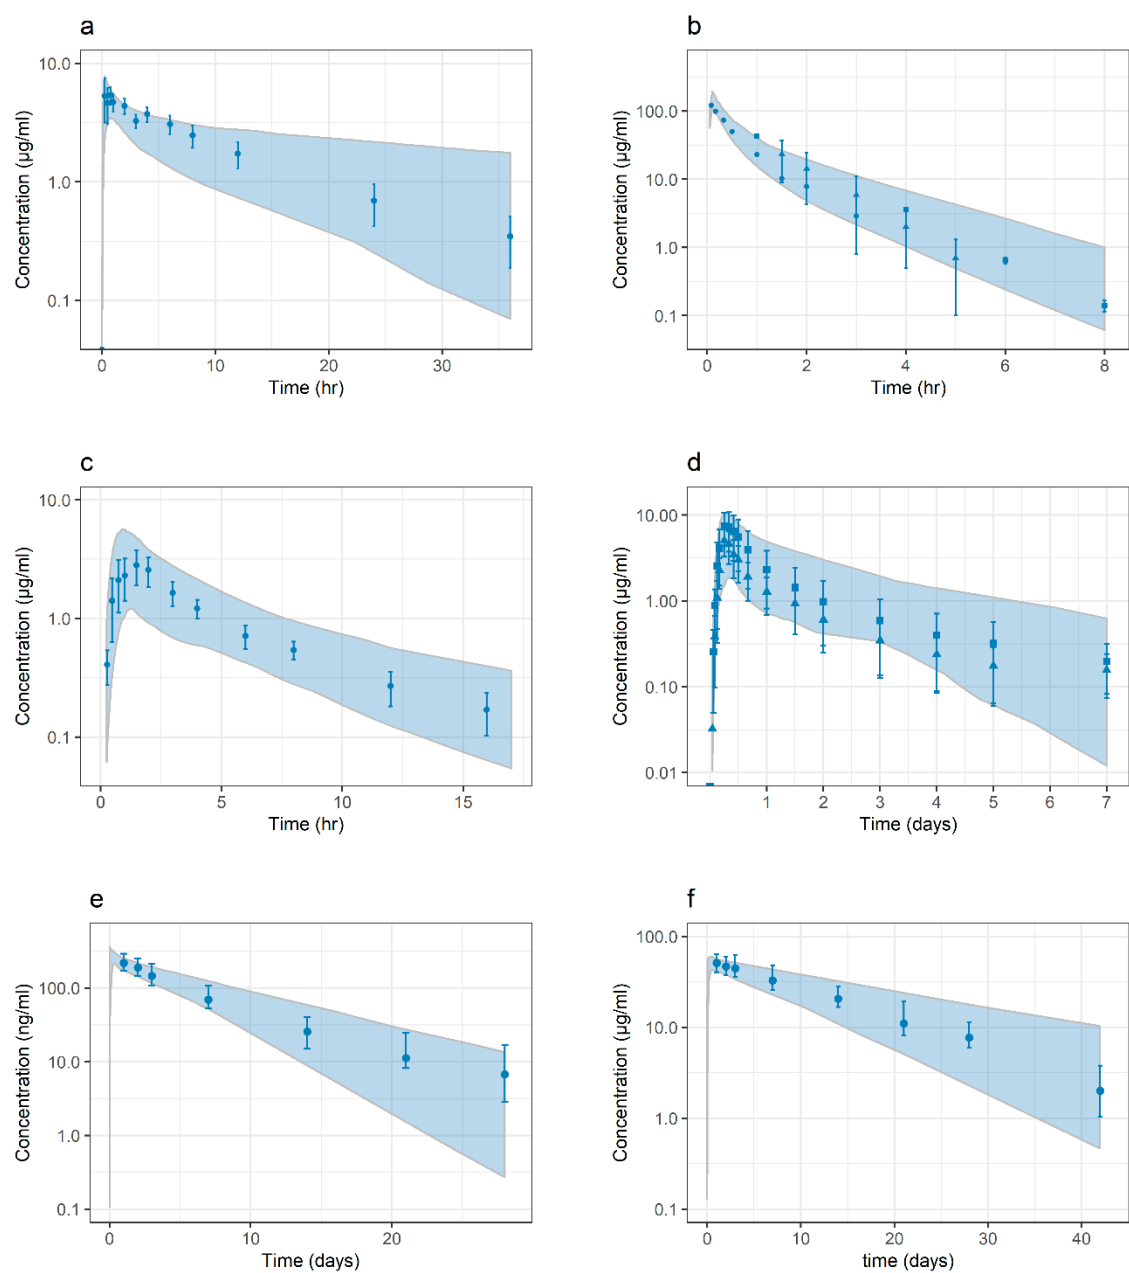 a
b
Concentration (µg/ml)
10.0
1.0
0.1
0
10
20
30
Time (hr)
Concentration (µg/ml)
100.0
10.0
1.0
0.1
0
2
4
6
8
Time (hr)
c
d
Concentration (µg/ml)
10.0
1.0
0.1
0
5
10
15
Time (hr)
Concentration (µg/ml)
10.00
1.00
0.10
0.01
1
2
3
4
5
6
7
Time (days)
e
f
Concentration (ng/ml)
100.0
10.0
1.0
0.1
0
10
20
Time (days)
Concentration (µg/ml)
100.0
10.0
1.0
0.1
0
10
20
30
40
time (days)